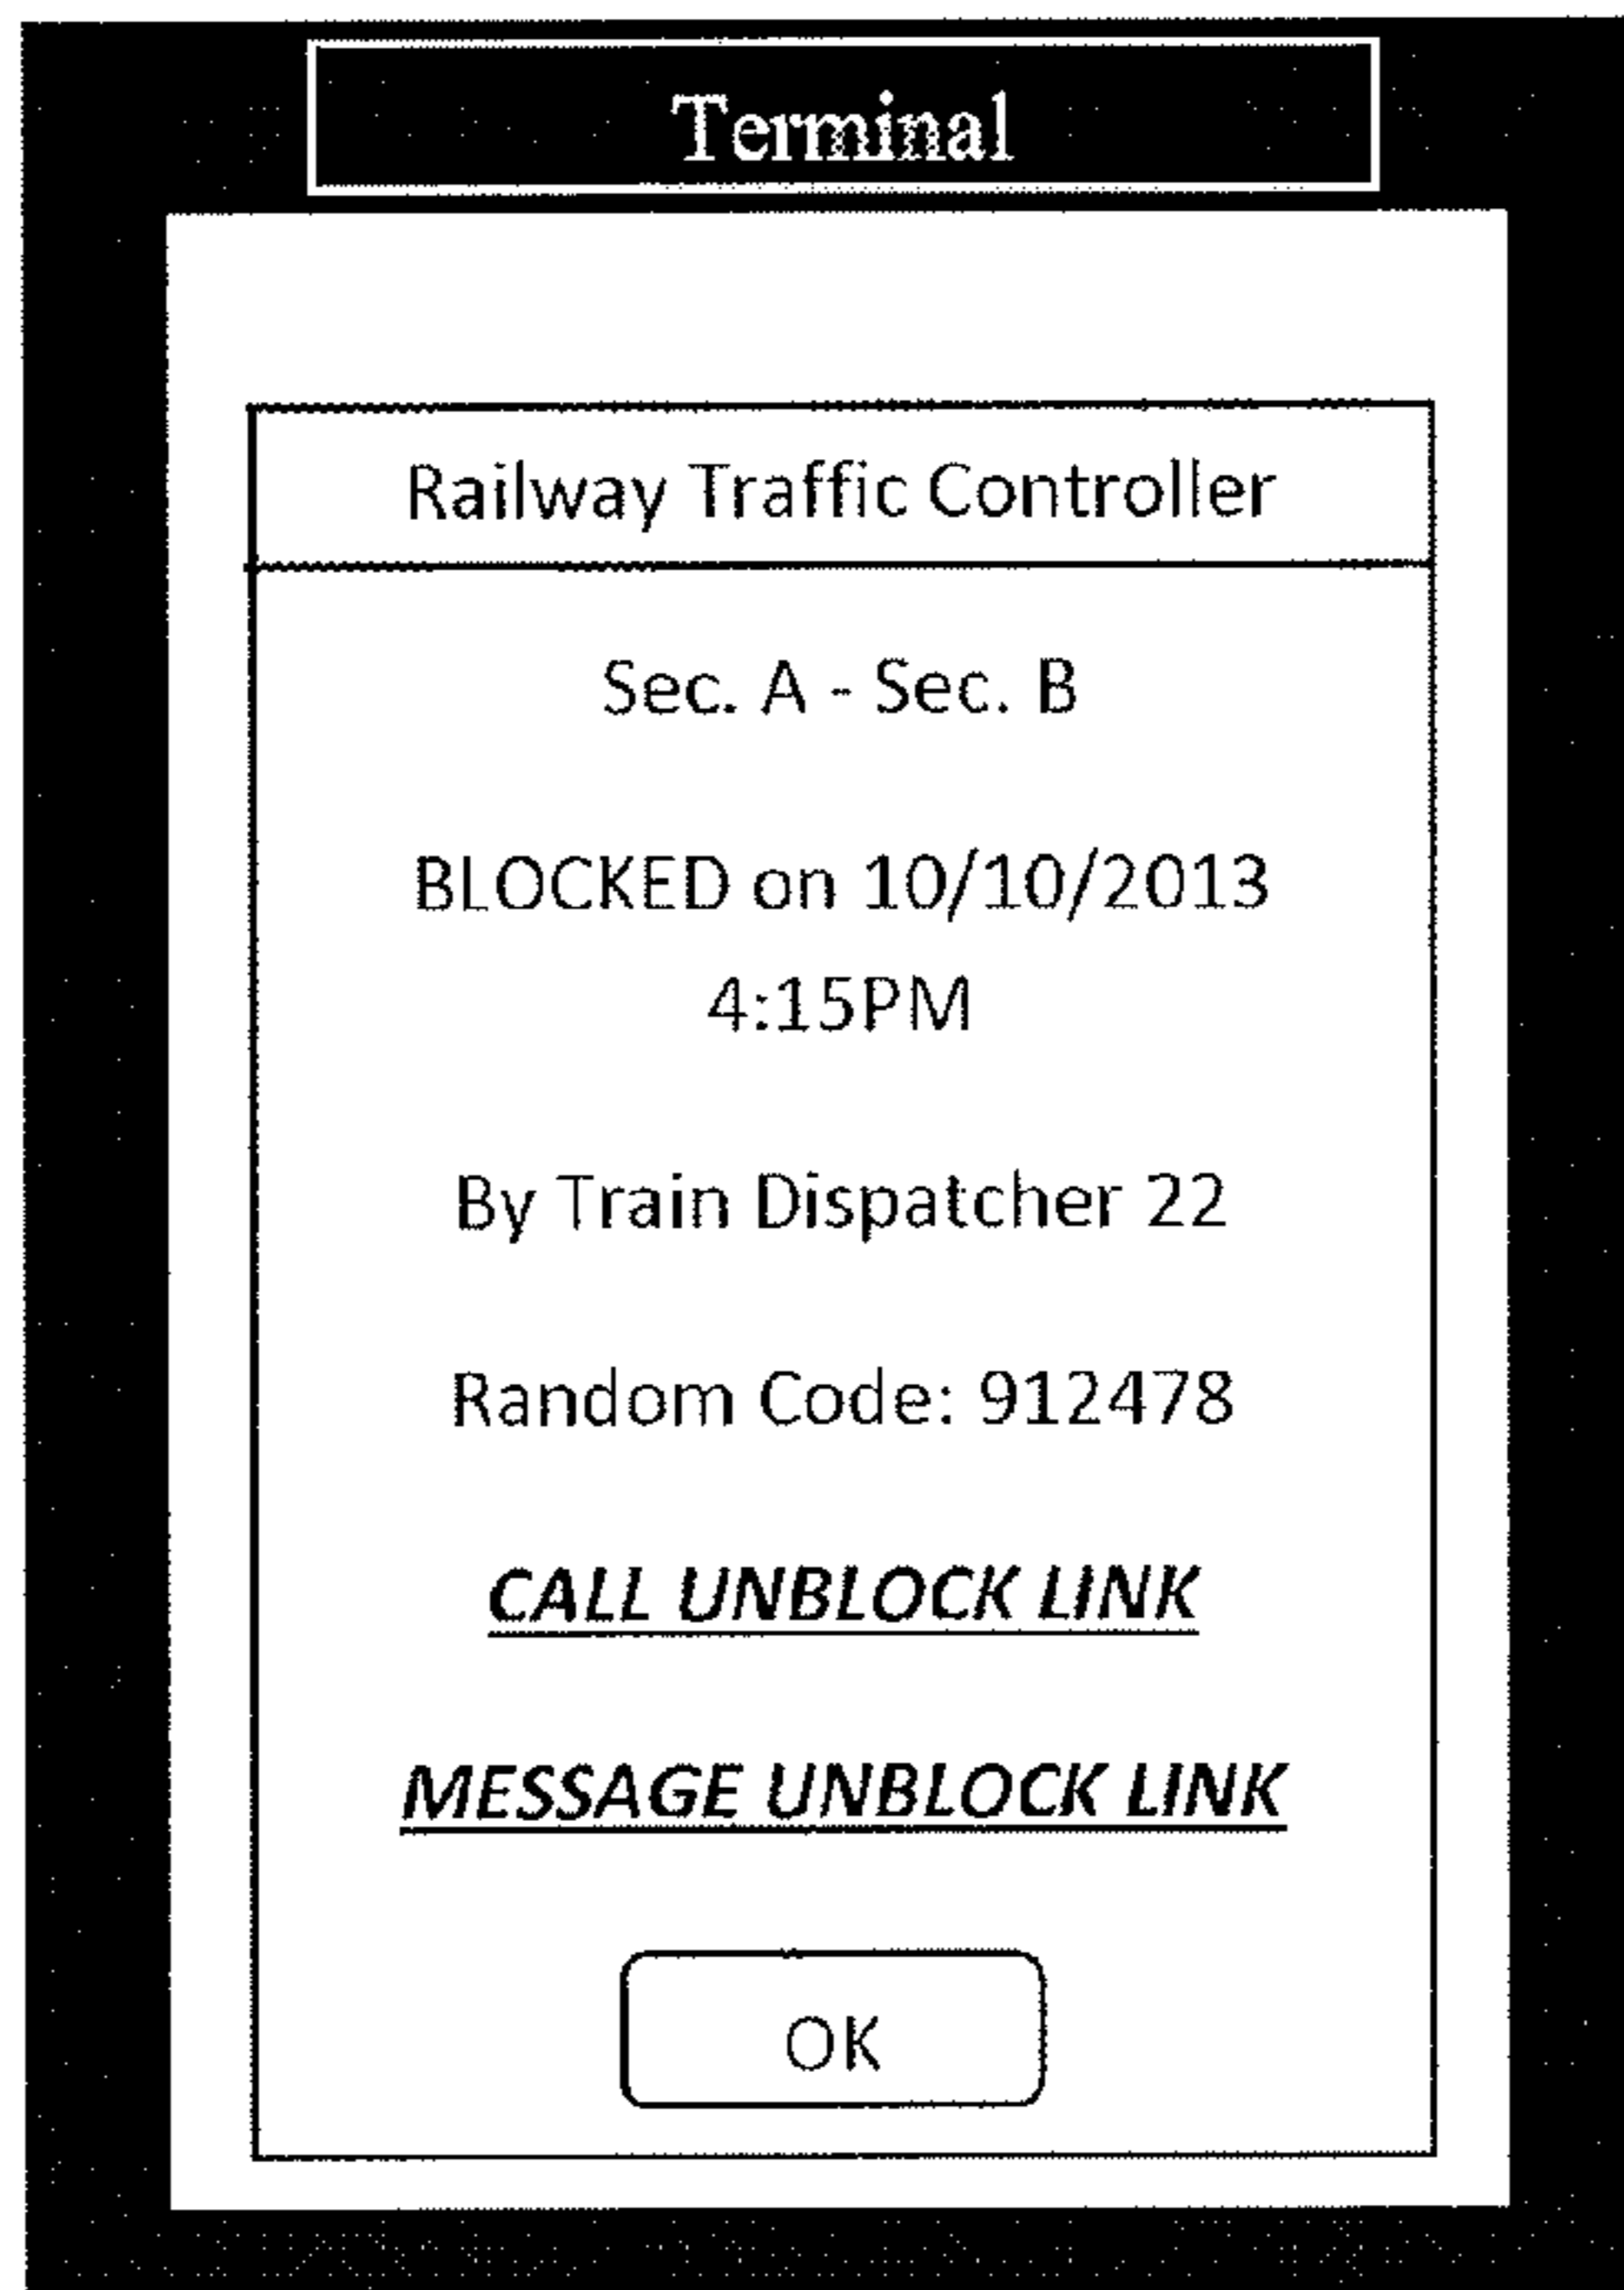 Terminal
Railway Traffic Controller
Sec. A - Sec. B
BLOCKED on 10/10/2013
4:15PM
By Train Dispatcher 22
Random Code: 912478
CALL UNBLOCK LINK
MESSAGE UNBLOCK LINK
OK